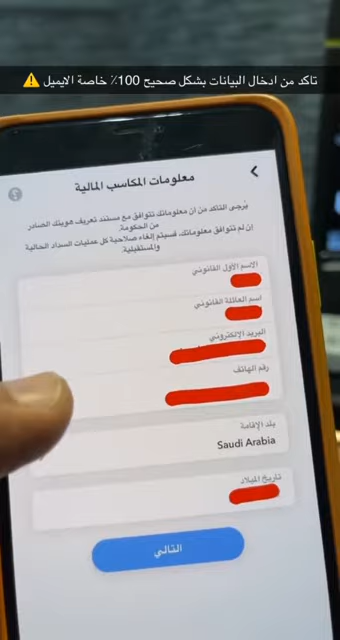 تاكد من ادخال البيانات بشكل صحيح 100٪ خاصة الايميل ⚠️
معلومات المكاسب المالية
يُرجى التأكد من أن معلوماتك تتوافق مع مستند تعريف هويتك الصادر
من الحكومة.
إن لم تتوافق معلوماتك، فسيتم إلغاء صلاحية كل عمليات السداد الحالية
والمستقبلية
الاسم الأول القانوني
اسم العائلة القانوني
البريد الإلكتروني
رقم الهاتف
بلد الإقامة
Saudi Arabia
تاريخ الميلاد
التالي